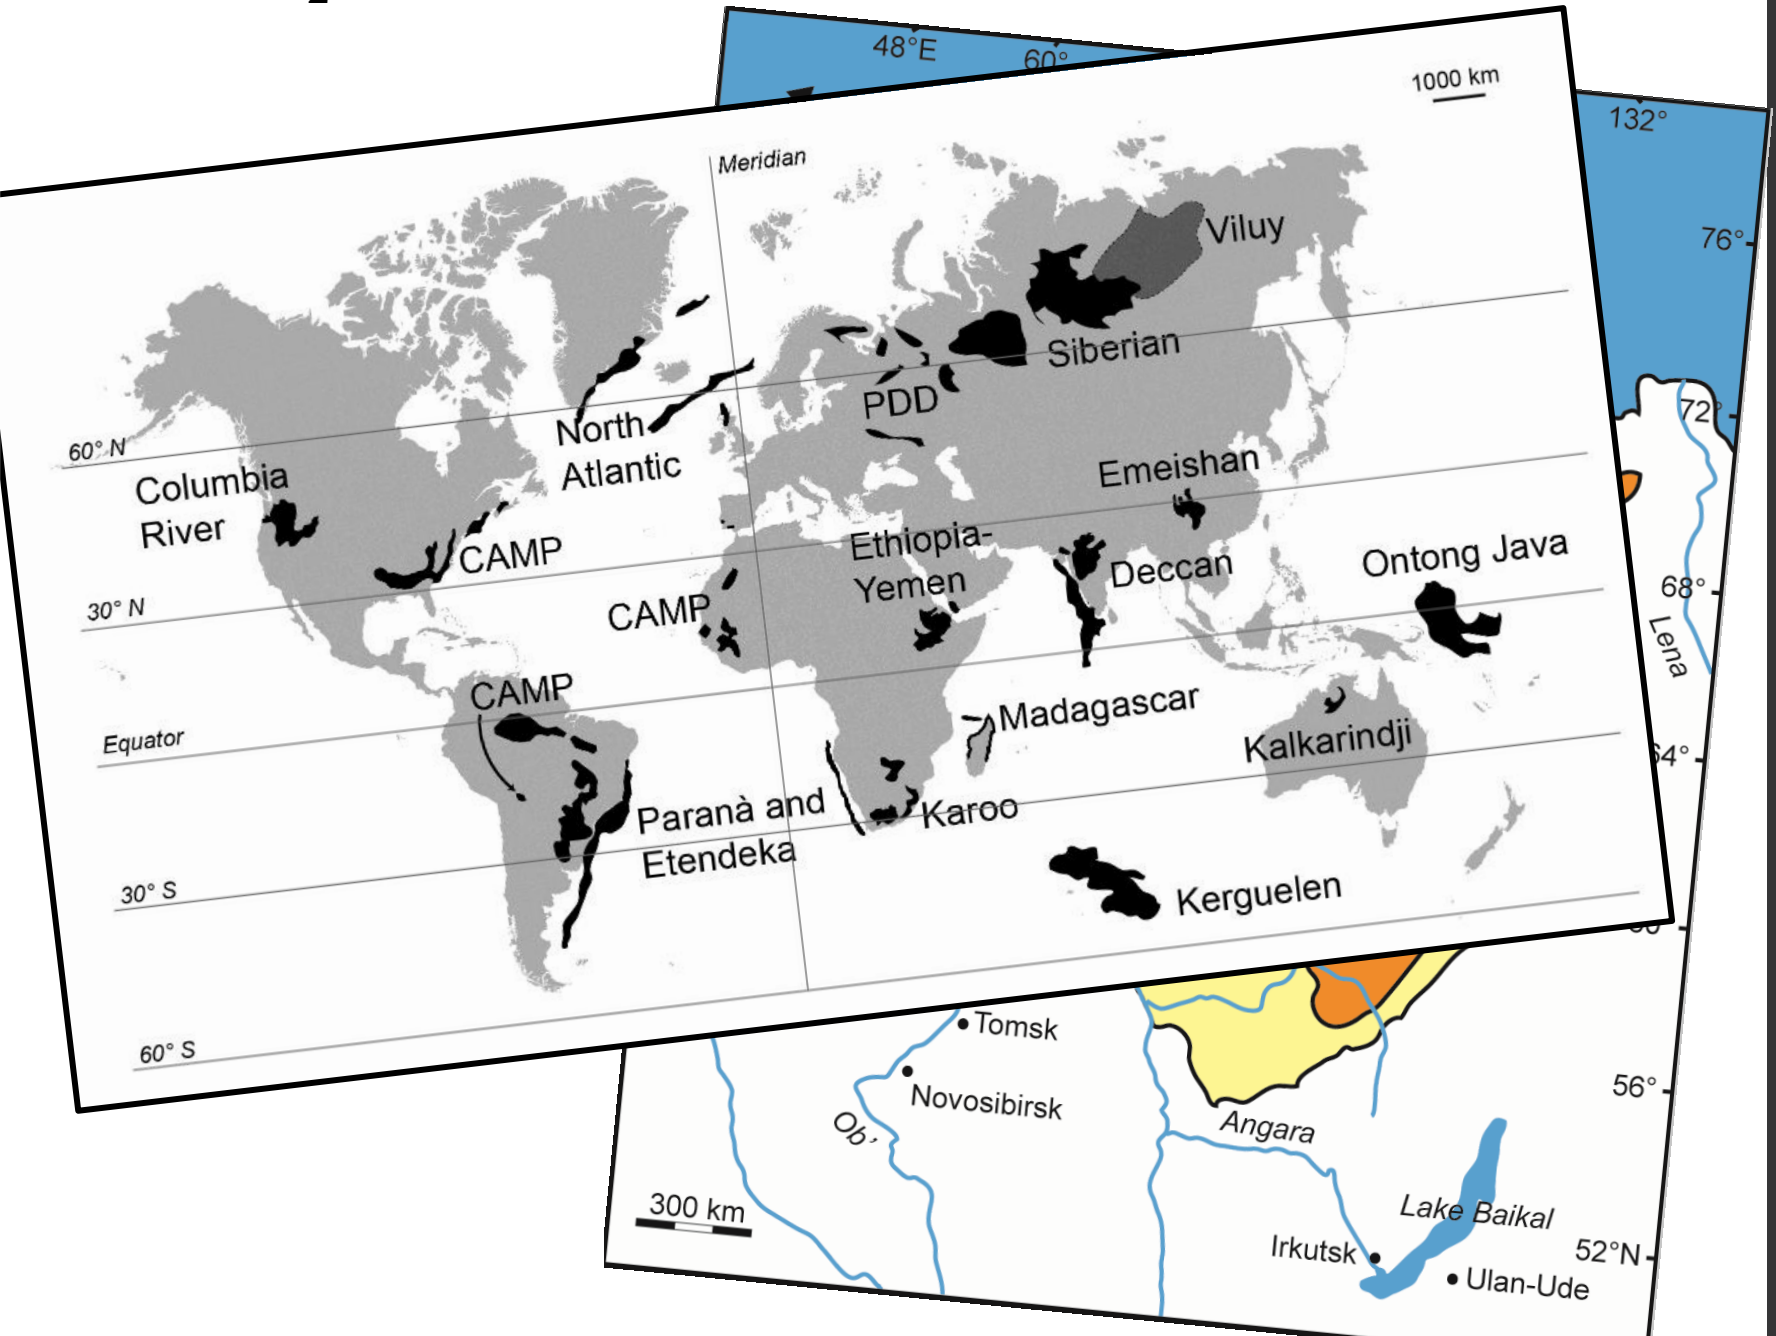 48°E
60°
132°
1000 km
Meridian
76°
Viluy
Siberian
72°
60° N
PDD
North
Atlantic
Columbia
River
Emeishan
CAMP
Ethiopia-
Yemen
Deccan
Ontong Java
30° N
CAMP
68°
Lena
CAMP
Madagascar
Equator
Kalkarindji
64°
Paranà and
Etendeka
Karoo
30° S
Kerguelen
60° S
Tomsk
Novosibirsk
56°
Ob’
Angara
300 km
Lake Baikal
Irkutsk
52°N
Ulan-Ude